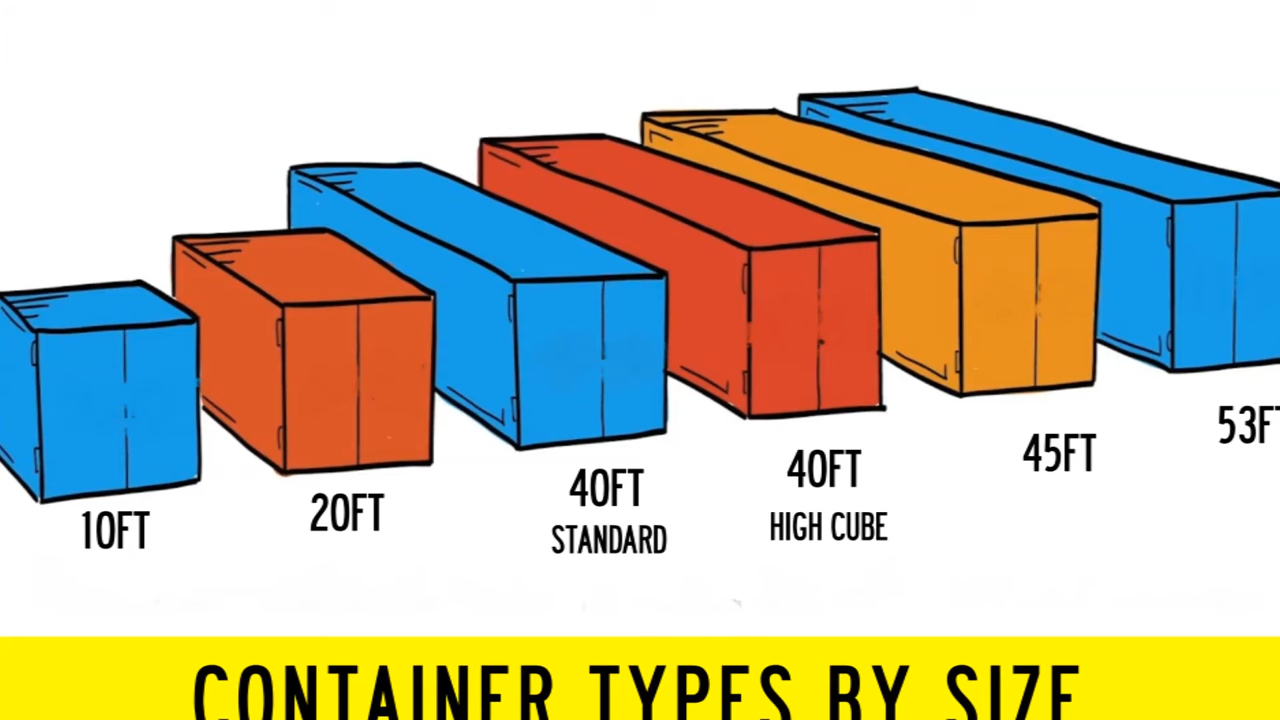 10FT
20FT
40FT
STANDARD
40FT
HIGH CUBE
45FT
53FT
CONTAINER TYPES BY SIZE